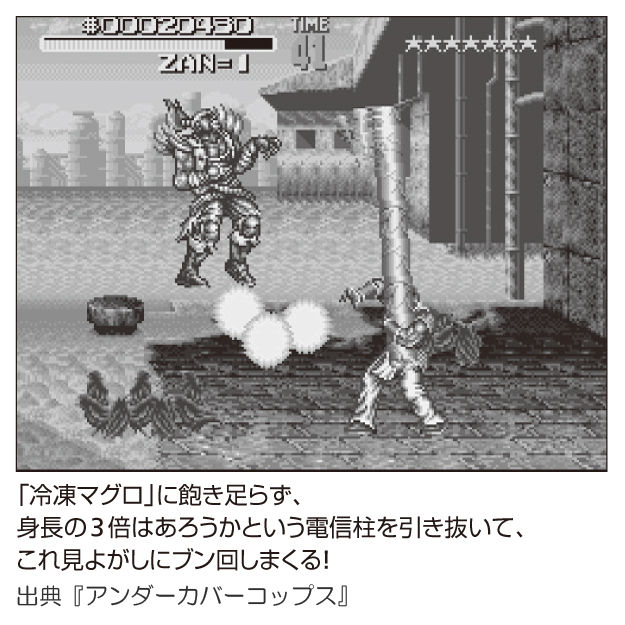 $00020430
TIME
41
ZAN=1
★★★★★★★
「冷凍マグロ」に飽き足らず、
身長の3倍はあろうかという電信柱を引き抜いて、
これ見よがしにブン回しまくる!
出典『アンダーカバーコップス』